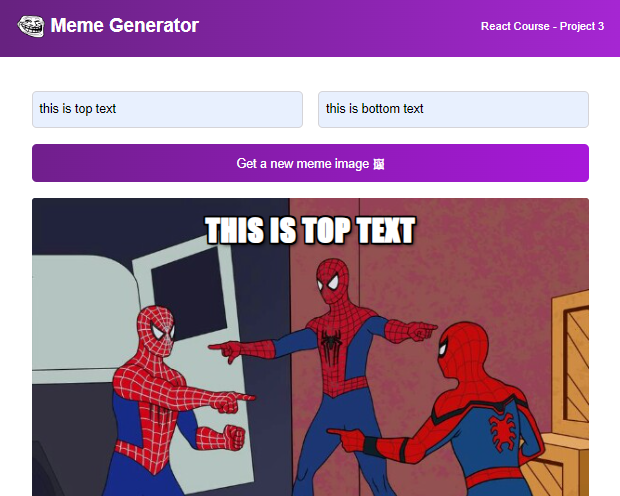 Meme Generator
React Course - Project 3
this is top text
this is bottom text
Get a new meme image 🖼
THIS IS TOP TEXT